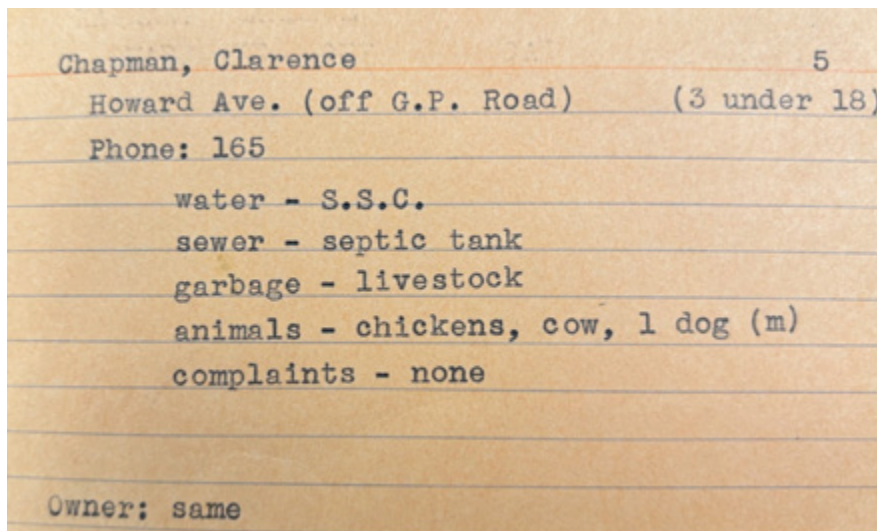 Chapman, Clarence 5
Howard Ave. (off G.P. Road) (3 under 18)
Phone: 165
water - S.S.C.
sewer - septic tank
garbage - livestock
animals - chickens, cow, 1 dog (m)
complaints - none
Owner: same